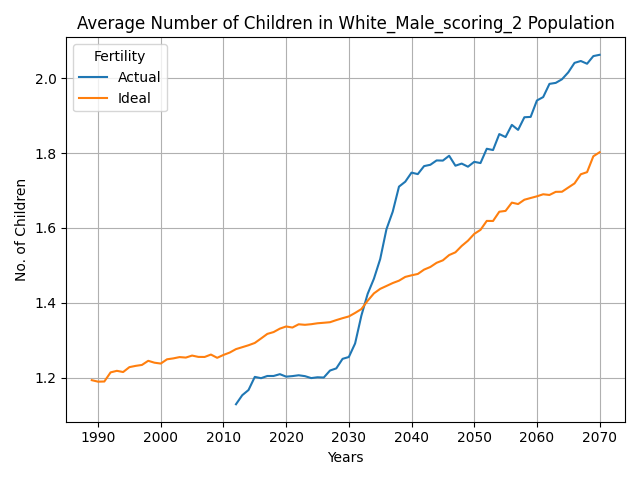 Average Number of Children in White_Male_scoring_2 Population
Fertility
Actual
Ideal
No. of Children
2.0
1.8
1.6
1.4
1.2
1990 2000 2010 2020 2030 2040 2050 2060 2070
Years